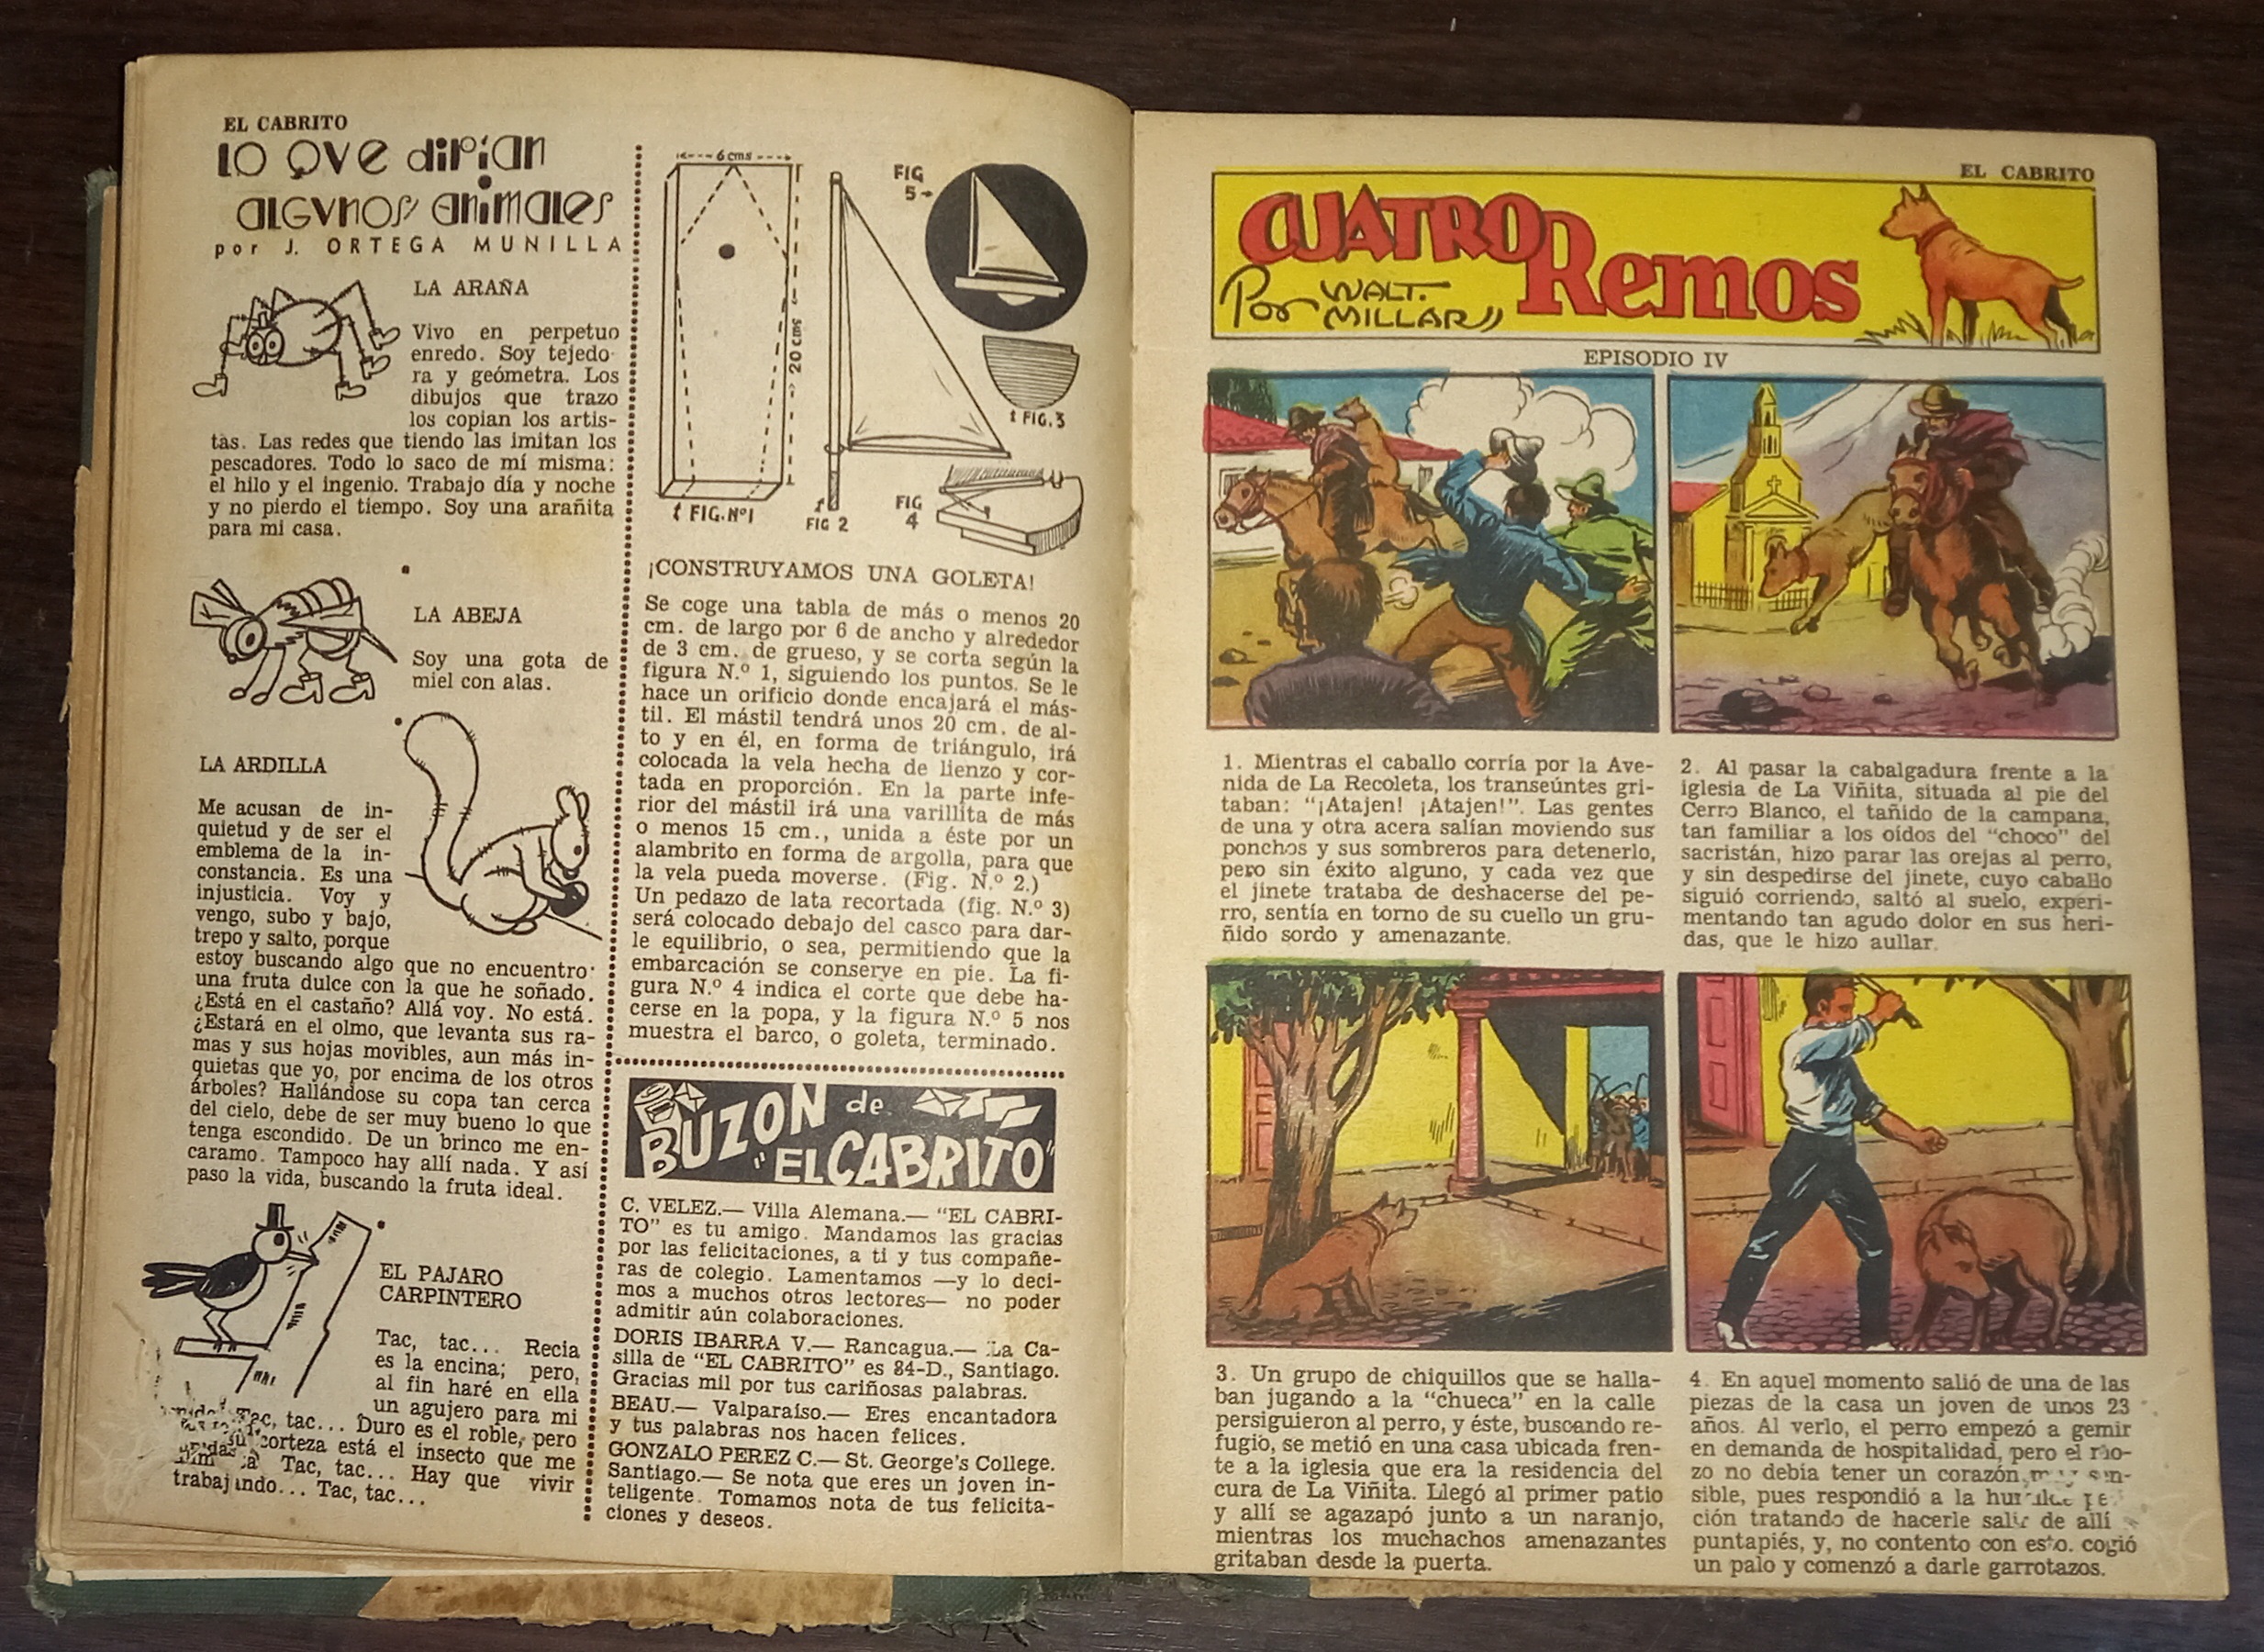 EL CABRITO
LO QVE dirían
ALGVNOS animales
por J. ORTEGA MUNILLA
LA ARAÑA
Vivo en perpetuo
enredo. Soy tejedo-
ra y geómetra. Los
dibujos que trazo
los copian los artis-
tas. Las redes que tiendo las imitan los
pescadores. Todo lo saco de mí misma:
el hilo y el ingenio. Trabajo día y noche
y no pierdo el tiempo. Soy una arañita
para mi casa.
LA ABEJA
Soy una gota de
miel con alas.
LA ARDILLA
Me acusan de in-
quietud y de ser el
emblema de la in-
constancia. Es una
injusticia. Voy y
vengo, subo y bajo,
trepo y salto, porque
estoy buscando algo que no encuentro:
una fruta dulce con la que he soñado.
¿Está en el castaño? Allá voy. No está.
¿Estará en el olmo, que levanta sus ra-
mas y sus hojas movibles, aun más in-
quietas que yo, por encima de los otros
árboles? Hallándose su copa tan cerca
del cielo, debe de ser muy bueno lo que
tenga escondido. De un brinco me en-
caramo. Tampoco hay allí nada. Y así
paso la vida, buscando la fruta ideal.
EL PAJARO
CARPINTERO
Tac, tac... Recia
es la encina; pero,
al fin haré en ella
un agujero para mi
Tac, tac... Duro es el roble, pero
su corteza está el insecto que me
Tac, tac... Hay que vivir
trabajando... Tac, tac...
6 cms
20 cms
FIG. Nº1
FIG 2
FIG
5
FIG. 3
FIG
4
¡CONSTRUYAMOS UNA GOLETA!
Se coge una tabla de más o menos 20
cm. de largo por 6 de ancho y alrededor
de 3 cm. de grueso, y se corta según la
figura N.º 1, siguiendo los puntos. Se le
hace un orificio donde encajará el más-
til. El mástil tendrá unos 20 cm. de al-
to y en él, en forma de triángulo, irá
colocada la vela hecha de lienzo y cor-
tada en proporción. En la parte infe-
rior del mástil irá una varillita de más
o menos 15 cm., unida a éste por un
alambrito en forma de argolla, para que
la vela pueda moverse. (Fig. N.º 2.)
Un pedazo de lata recortada (fig. N.º 3)
será colocado debajo del casco para dar-
le equilibrio, o sea, permitiendo que la
embarcación se conserve en pie. La fi-
gura N.º 4 indica el corte que debe ha-
cerse en la popa, y la figura N.º 5 nos
muestra el barco, o goleta, terminado.
BUZON de
"EL CABRITO"
C. VELEZ.— Villa Alemana.— "EL CABRI-
TO" es tu amigo. Mandamos las gracias
por las felicitaciones, a ti y tus compañe-
ras de colegio. Lamentamos —y lo deci-
mos a muchos otros lectores— no poder
admitir aún colaboraciones.
DORIS IBARRA V.— Rancagua.— La Ca-
silla de "EL CABRITO" es 84-D., Santiago.
Gracias mil por tus cariñosas palabras.
BEAU.— Valparaíso.— Eres encantadora
y tus palabras nos hacen felices.
GONZALO PEREZ C.— St. George's College.
Santiago.— Se nota que eres un joven in-
teligente. Tomamos nota de tus felicita-
ciones y deseos.
EL CABRITO
CUATRO Remos
Por WALT.
MILLAR
EPISODIO IV
1. Mientras el caballo corría por la Ave-
nida de La Recoleta, los transeúntes gri-
taban: "¡Atajen! ¡Atajen!". Las gentes
de una y otra acera salían moviendo sus
ponchos y sus sombreros para detenerlo,
pero sin éxito alguno, y cada vez que
el jinete trataba de deshacerse del pe-
rro, sentía en torno de su cuello un gru-
ñido sordo y amenazante.
2. Al pasar la cabalgadura frente a la
iglesia de La Viñita, situada al pie del
Cerro Blanco, el tañido de la campana,
tan familiar a los oídos del "choco" del
sacristán, hizo parar las orejas al perro,
y sin despedirse del jinete, cuyo caballo
siguió corriendo, saltó al suelo, experi-
mentando tan agudo dolor en sus heri-
das, que le hizo aullar.
3. Un grupo de chiquillos que se halla-
ban jugando a la "chueca" en la calle
persiguieron al perro, y éste, buscando re-
fugio, se metió en una casa ubicada fren-
te a la iglesia que era la residencia del
cura de La Viñita. Llegó al primer patio
y allí se agazapó junto a un naranjo,
mientras los muchachos amenazantes
gritaban desde la puerta.
4. En aquel momento salió de una de las
piezas de la casa un joven de unos 23
años. Al verlo, el perro empezó a gemir
en demanda de hospitalidad, pero el mo-
zo no debía tener un corazón muy sen-
sible, pues respondió a la humilde pe-
ción tratando de hacerle salir de allí
puntapiés, y, no contento con esto, cogió
un palo y comenzó a darle garrotazos.